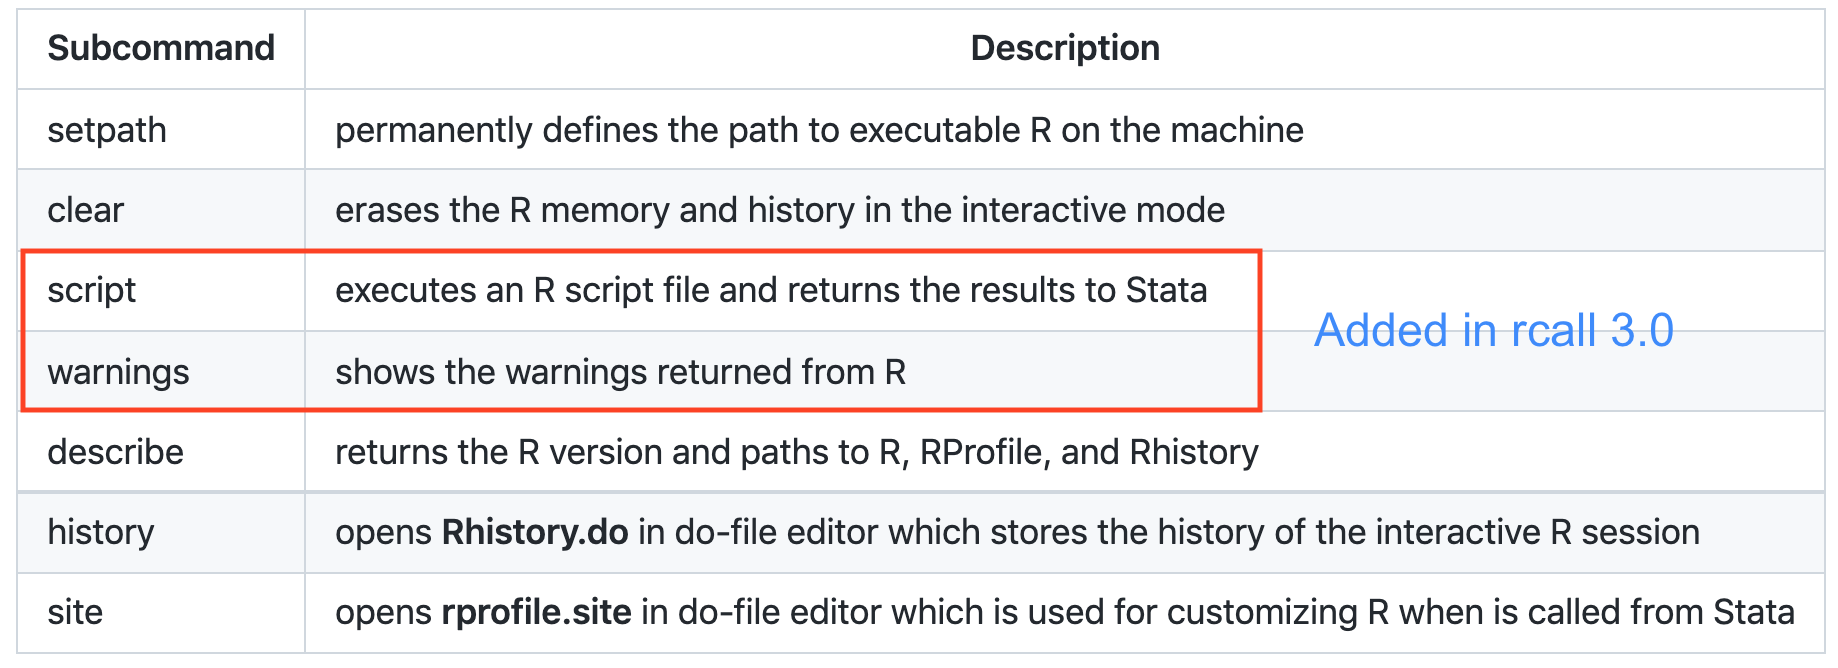 Subcommand Description
setpath permanently defines the path to executable R on the machine
clear erases the R memory and history in the interactive mode
script executes an R script file and returns the results to Stata
Added in rcall 3.0
warnings shows the warnings returned from R
describe returns the R version and paths to R, RProfile, and Rhistory
history opens Rhistory.do in do-file editor which stores the history of the interactive R session
site opens rprofile.site in do-file editor which is used for customizing R when is called from Stata